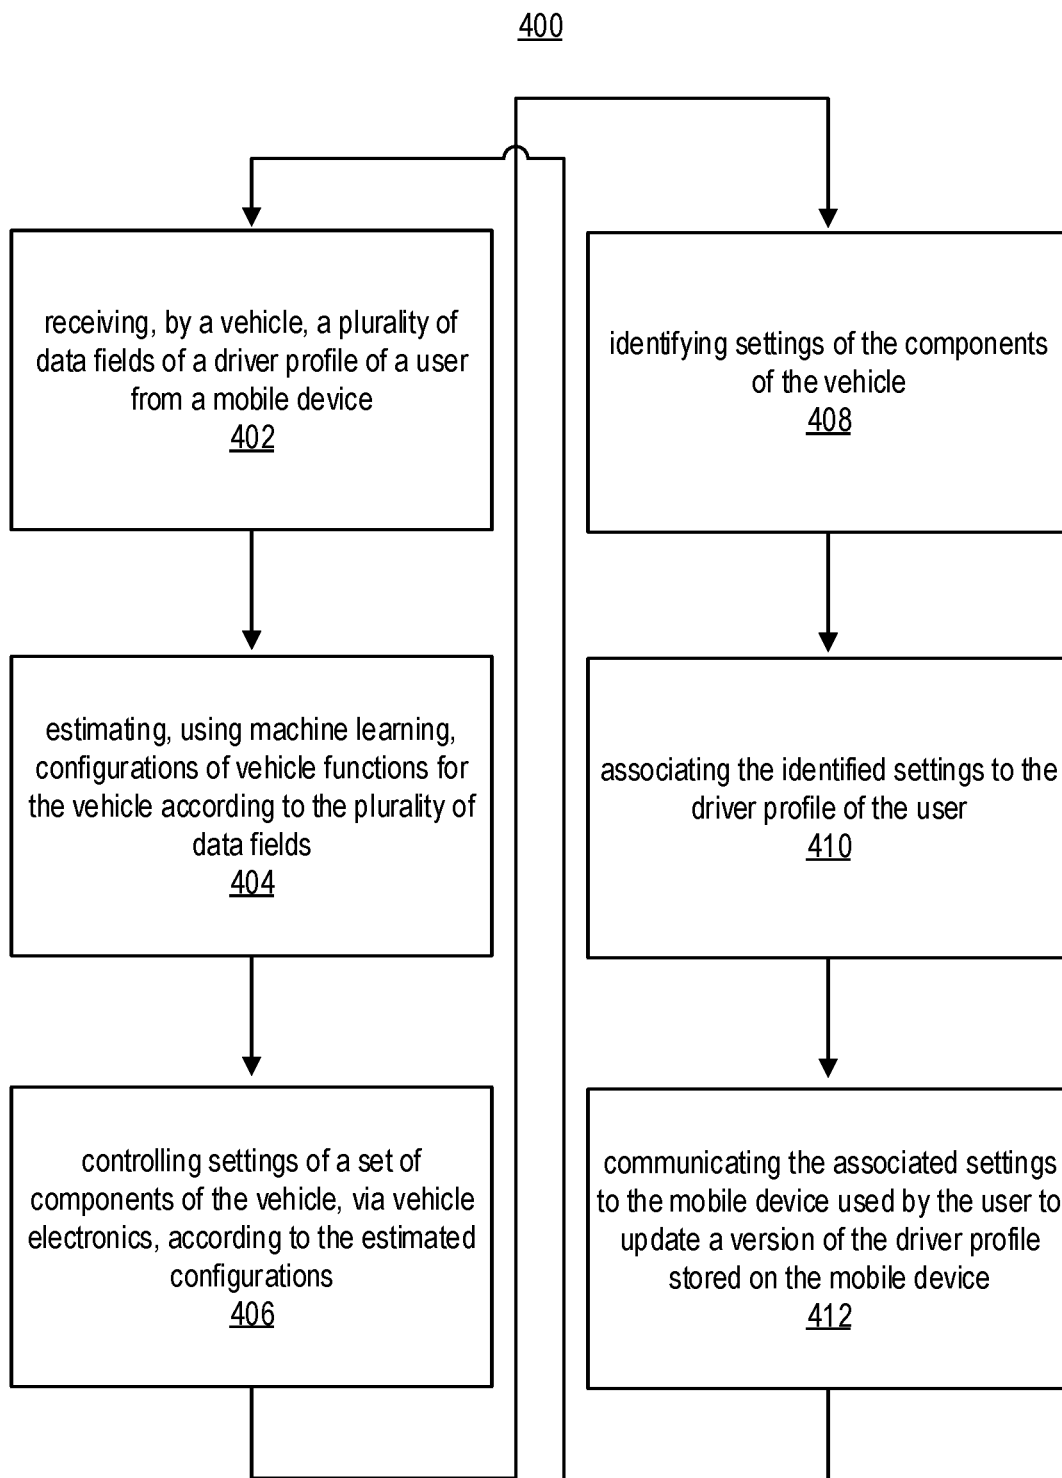 400
receiving, by a vehicle, a plurality of
data fields of a driver profile of a user
from a mobile device
402
estimating, using machine learning,
configurations of vehicle functions for
the vehicle according to the plurality of
data fields
404
controlling settings of a set of
components of the vehicle, via vehicle
electronics, according to the estimated
configurations
406
identifying settings of the components
of the vehicle
408
associating the identified settings to the
driver profile of the user
410
communicating the associated settings
to the mobile device used by the user to
update a version of the driver profile
stored on the mobile device
412